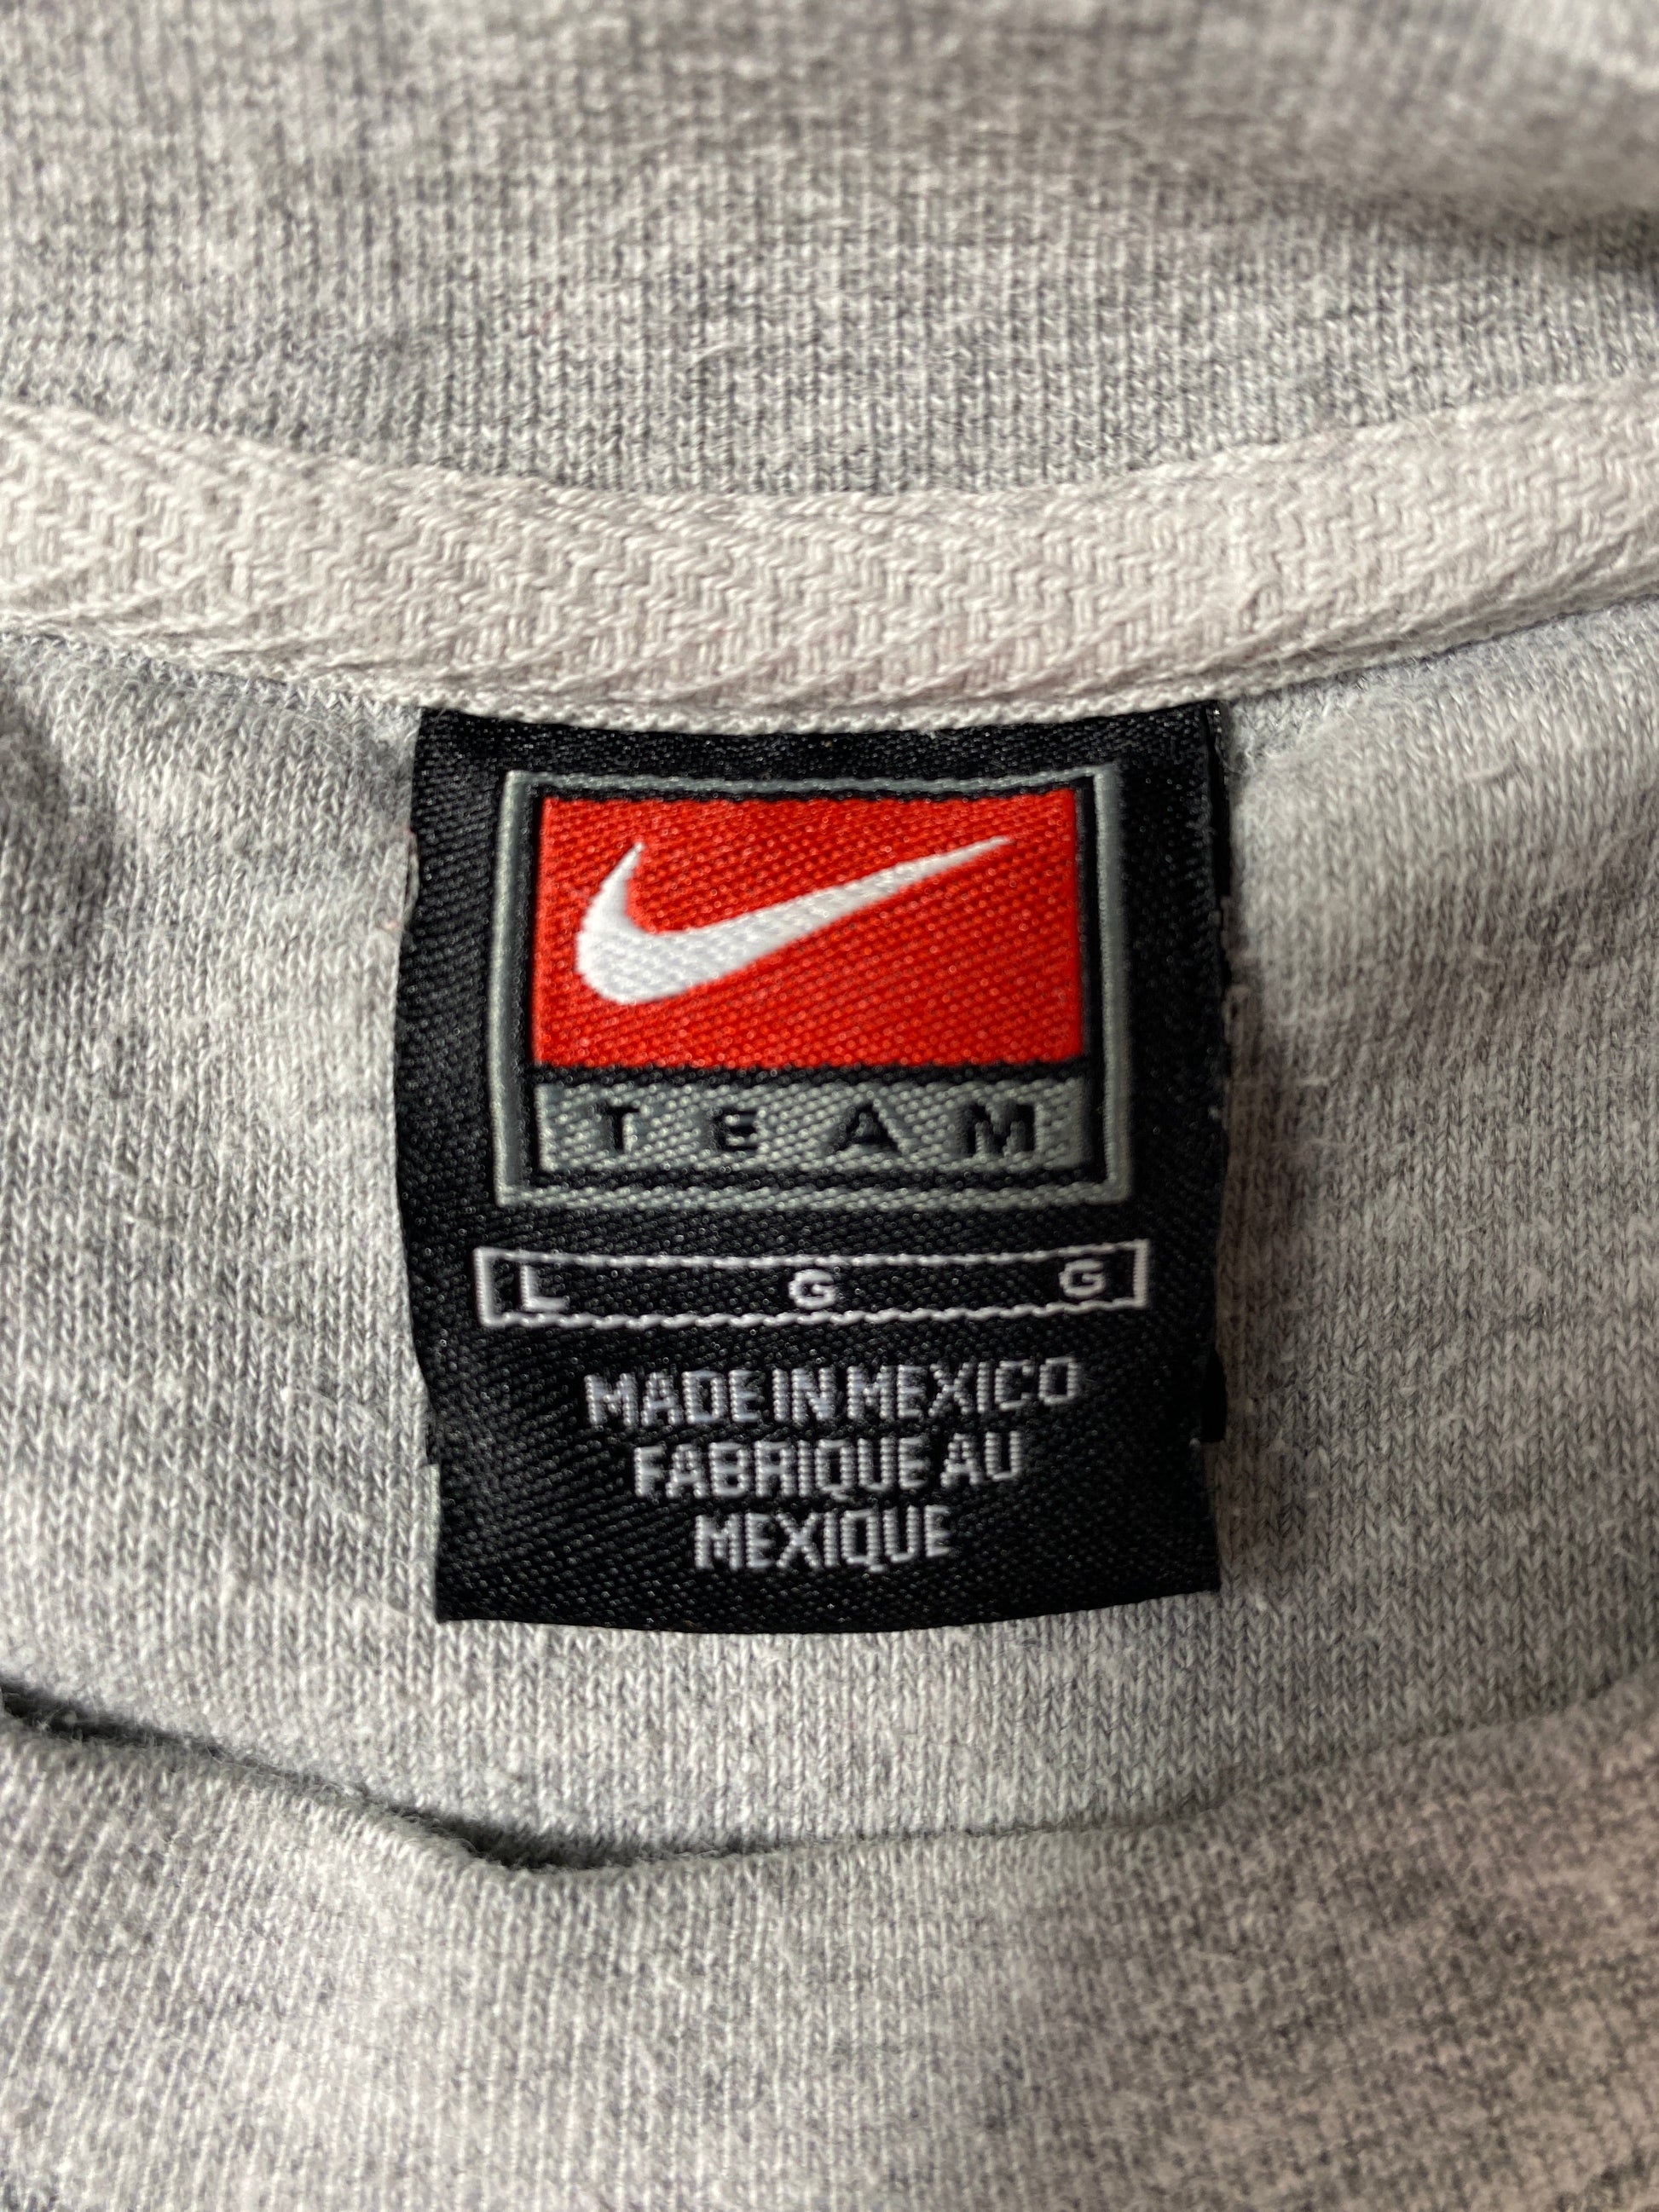 TEAM
L G G
MADE IN MEXICO
FABRIQUE AU
MEXIQUE